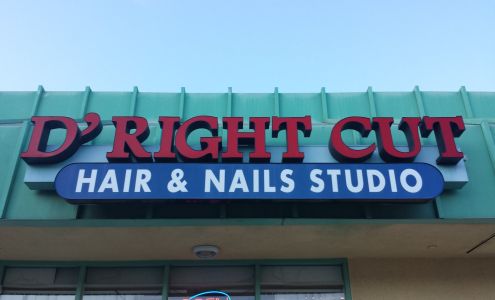 D'RIGHT CUT
HAIR & NAILS STUDIO